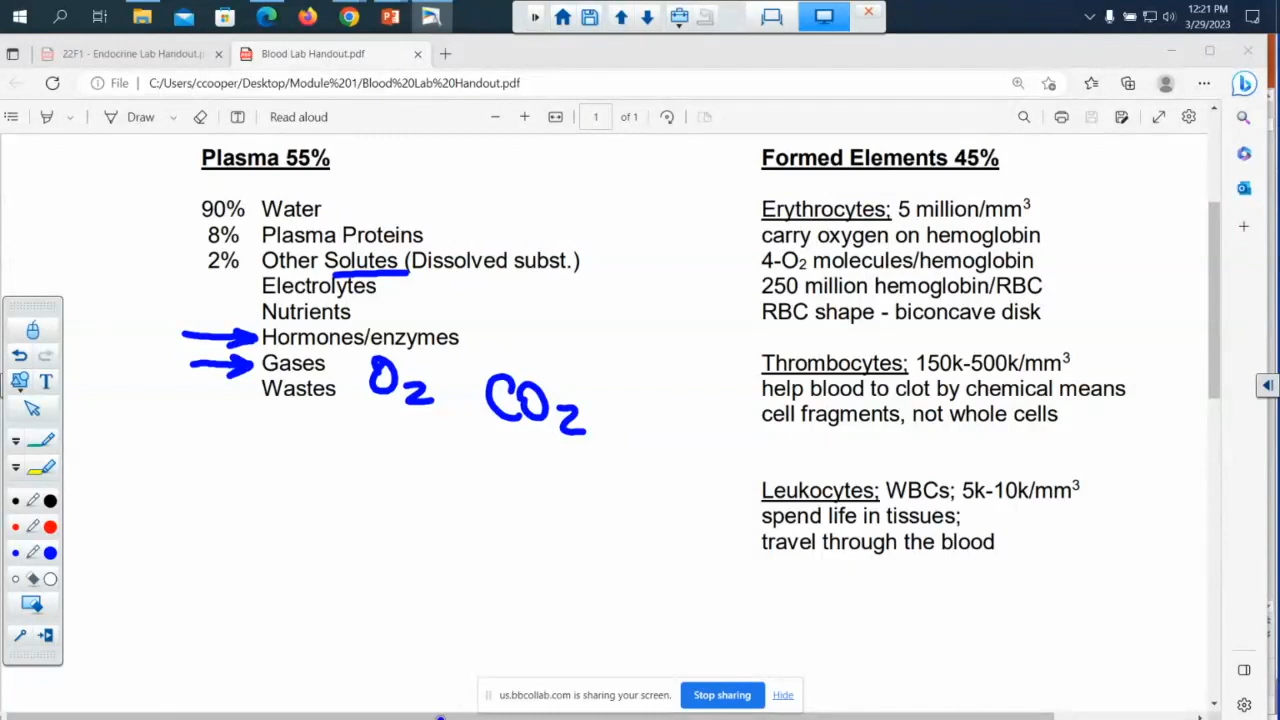 12:21 PM
3/29/2023
22F1 - Endocrine Lab Handout.p
Blood Lab Handout.pdf
File
C:/Users/ccooper/Desktop/Module%201/Blood%20Lab%20Handout.pdf
Draw
Read aloud
1
of 1
Plasma 55%
90% Water
8% Plasma Proteins
2% Other Solutes (Dissolved subst.)
Electrolytes
Nutrients
Hormones/enzymes
Gases
Wastes
O2
CO2
Formed Elements 45%
Erythrocytes; 5 million/mm³
carry oxygen on hemoglobin
4-O₂ molecules/hemoglobin
250 million hemoglobin/RBC
RBC shape - biconcave disk
Thrombocytes; 150k-500k/mm³
help blood to clot by chemical means
cell fragments, not whole cells
Leukocytes; WBCs; 5k-10k/mm³
spend life in tissues;
travel through the blood
T
us.bbcollab.com is sharing your screen.
Stop sharing
Hide